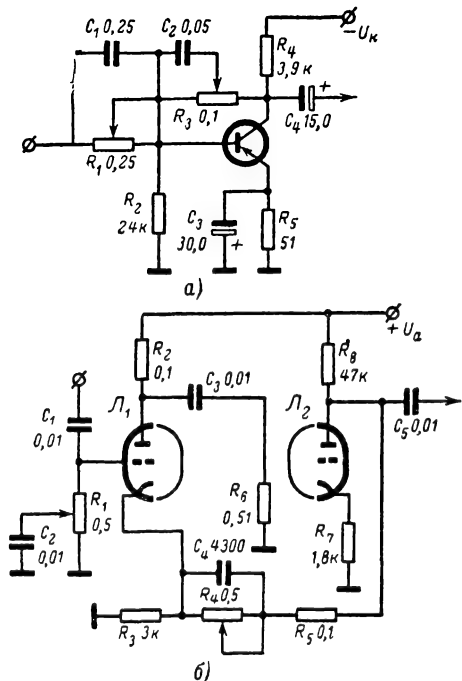 C1 0,25
C2 0,05
R4
3,9 к
− Uк
R3 0,1
+
C4 15,0
R1 0,25
R2
24к
C3
30,0
+
R5
51
а)
+ Uа
R2
0,1
R8
47к
Л1
C3 0,01
Л2
C1
0,01
C5 0,01
R1
0,5
R6
0,51
C2
0,01
R7
1,8к
C4 4300
R4 0,5
R3 3к
R5 0,1
б)